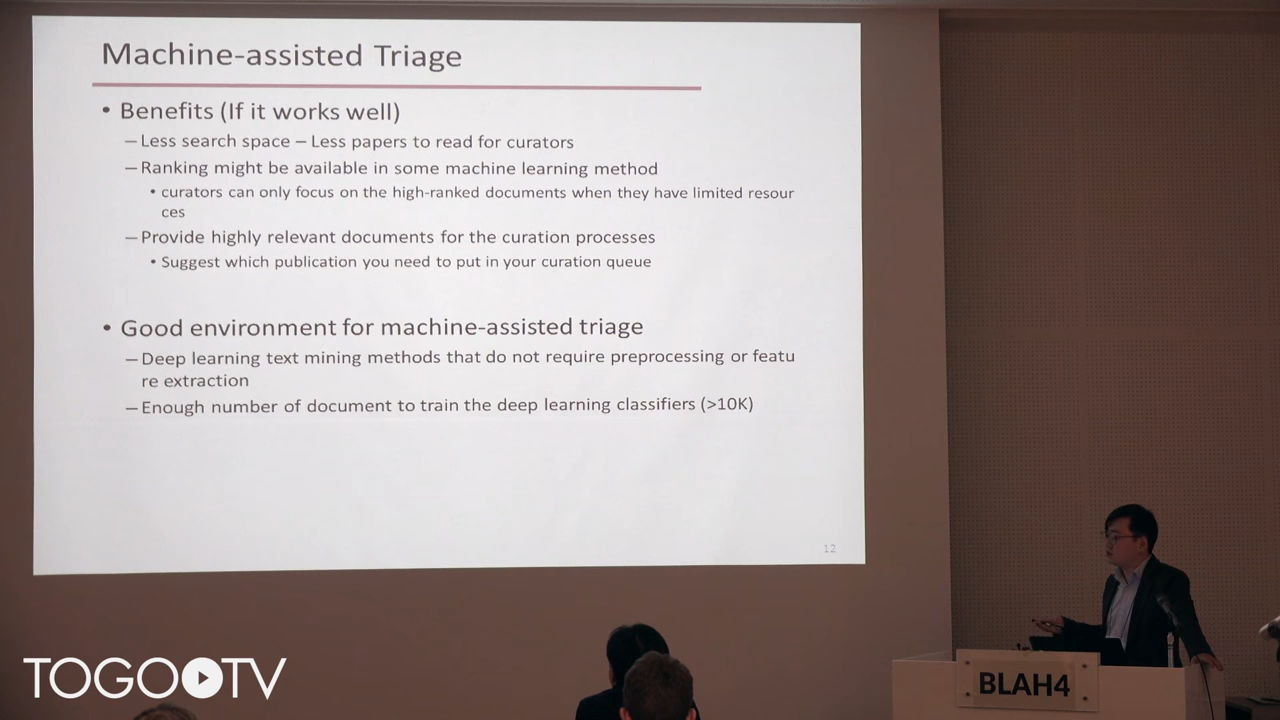 Machine-assisted Triage
• Benefits (If it works well)
– Less search space – Less papers to read for curators
– Ranking might be available in some machine learning method
• curators can only focus on the high-ranked documents when they have limited resour
ces
– Provide highly relevant documents for the curation processes
• Suggest which publication you need to put in your curation queue
• Good environment for machine-assisted triage
– Deep learning text mining methods that do not require preprocessing or featu
re extraction
– Enough number of document to train the deep learning classifiers (>10K)
12
TOGOTV
BLAH4